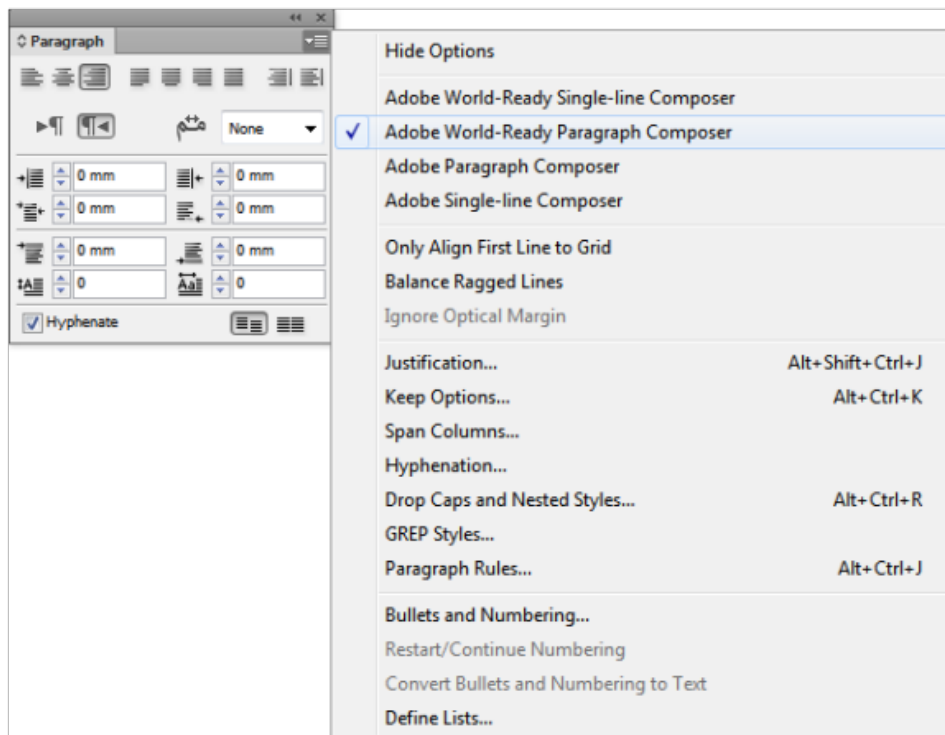 Paragraph
None
0 mm
0 mm
0 mm
0 mm
0 mm
0 mm
0
0
Hyphenate
Hide Options
Adobe World-Ready Single-line Composer
Adobe World-Ready Paragraph Composer
Adobe Paragraph Composer
Adobe Single-line Composer
Only Align First Line to Grid
Balance Ragged Lines
Ignore Optical Margin
Justification... Alt+Shift+Ctrl+J
Keep Options... Alt+Ctrl+K
Span Columns...
Hyphenation...
Drop Caps and Nested Styles... Alt+Ctrl+R
GREP Styles...
Paragraph Rules... Alt+Ctrl+J
Bullets and Numbering...
Restart/Continue Numbering
Convert Bullets and Numbering to Text
Define Lists...